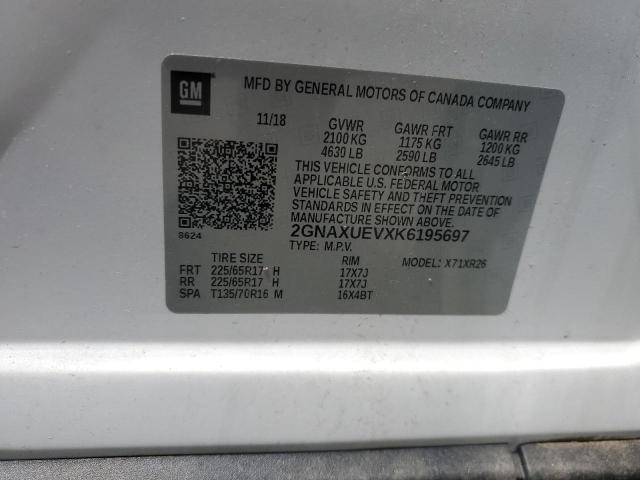 GM
MFD BY GENERAL MOTORS OF CANADA COMPANY
11/18 GVWR GAWR FRT GAWR RR
2100 KG 1175 KG 1200 KG
4630 LB 2590 LB 2645 LB
THIS VEHICLE CONFORMS TO ALL
APPLICABLE U.S. FEDERAL MOTOR
VEHICLE SAFETY AND THEFT PREVENTION
STANDARDS IN EFFECT ON THE DATE OF
MANUFACTURE SHOWN ABOVE.
2GNAXUEVXK6195697
8624
TYPE: M.P.V. MODEL: X71XR26
TIRE SIZE RIM
FRT 225/65R17 H 17X7J
RR 225/65R17 H 17X7J
SPA T135/70R16 M 16X4BT